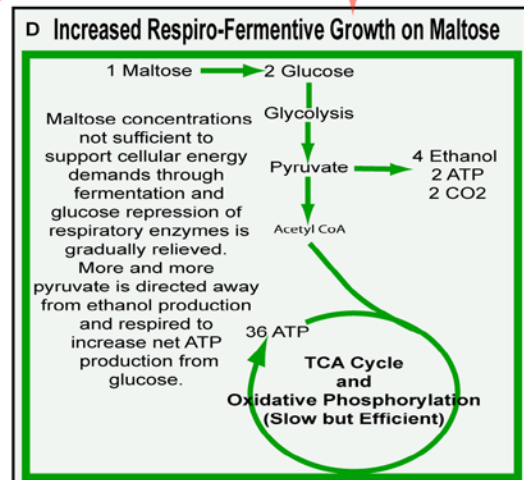 D Increased Respiro-Fermentive Growth on Maltose
1 Maltose 2 Glucose
Glycolysis
Maltose concentrations
not sufficient to
support cellular energy
demands through
fermentation and
glucose repression of
respiratory enzymes is
gradually relieved.
More and more
pyruvate is directed away
from ethanol production
and respired to
increase net ATP
production from
glucose.
Pyruvate
4 Ethanol
2 ATP
2 CO2
Acetyl CoA
36 ATP
TCA Cycle
and
Oxidative Phosphorylation
(Slow but Efficient)